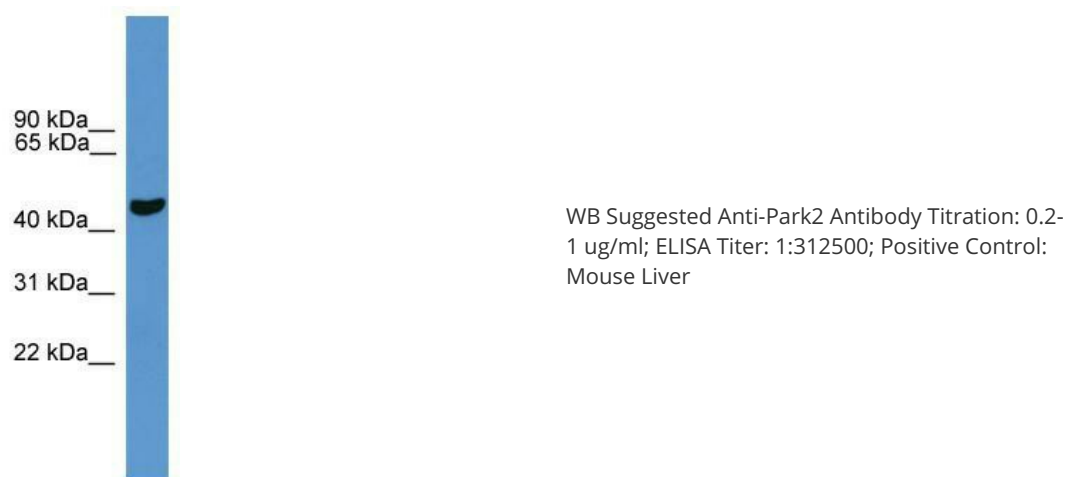 90 kDa__
65 kDa__
40 kDa__
31 kDa__
22 kDa__
WB Suggested Anti-Park2 Antibody Titration: 0.2-
1 ug/ml; ELISA Titer: 1:312500; Positive Control:
Mouse Liver